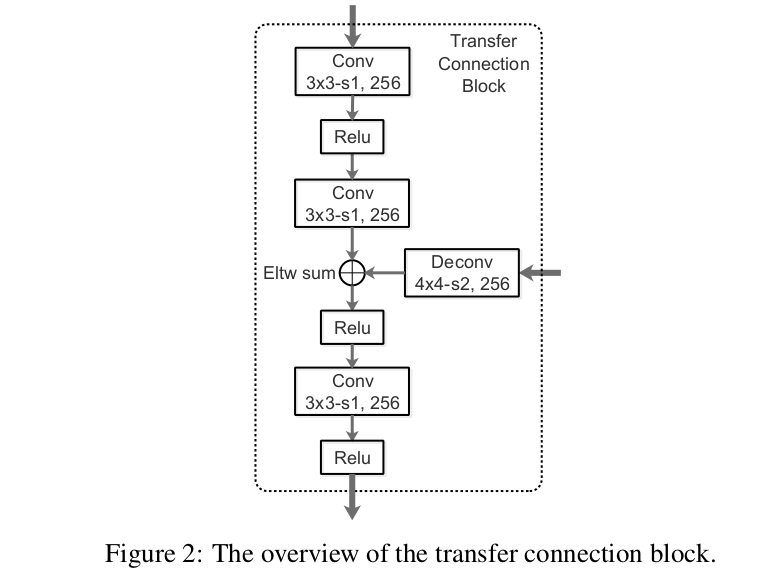 Transfer
Connection
Block
Conv
3x3-s1, 256
Relu
Conv
3x3-s1, 256
Eltw sum
Deconv
4x4-s2, 256
Relu
Conv
3x3-s1, 256
Relu
Figure 2: The overview of the transfer connection block.